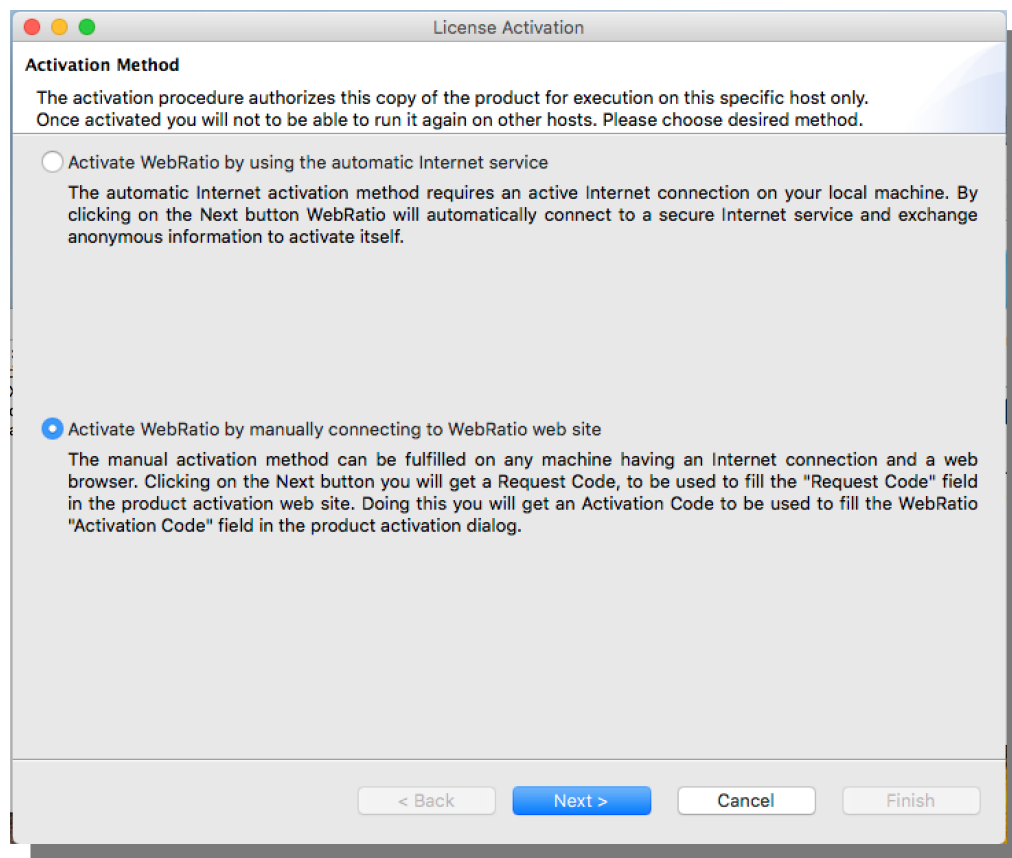 License Activation
Activation Method
The activation procedure authorizes this copy of the product for execution on this specific host only.
Once activated you will not to be able to run it again on other hosts. Please choose desired method.
Activate WebRatio by using the automatic Internet service
The automatic Internet activation method requires an active Internet connection on your local machine. By
clicking on the Next button WebRatio will automatically connect to a secure Internet service and exchange
anonymous information to activate itself.
Activate WebRatio by manually connecting to WebRatio web site
The manual activation method can be fulfilled on any machine having an Internet connection and a web
browser. Clicking on the Next button you will get a Request Code, to be used to fill the "Request Code" field
in the product activation web site. Doing this you will get an Activation Code to be used to fill the WebRatio
"Activation Code" field in the product activation dialog.
< Back Next > Cancel Finish